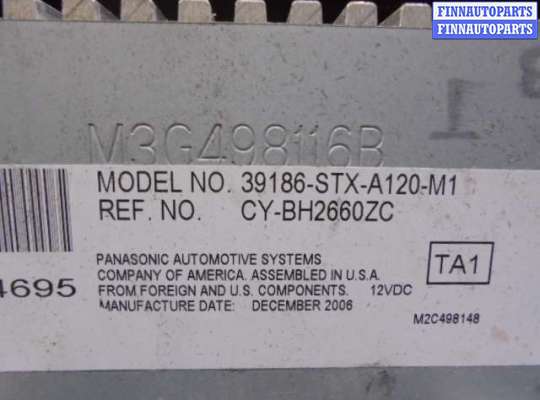 FINNAUTOPARTS
FINNAUTOPARTS
FINNAUTOPARTS
M3G498116B
MODEL NO. 39186-STX-A120-M1
REF. NO. CY-BH2660ZC
PANASONIC AUTOMOTIVE SYSTEMS
COMPANY OF AMERICA. ASSEMBLED IN U.S.A.
FROM FOREIGN AND U.S. COMPONENTS. 12VDC
MANUFACTURE DATE: DECEMBER 2006
TA1
4695
M2C498148